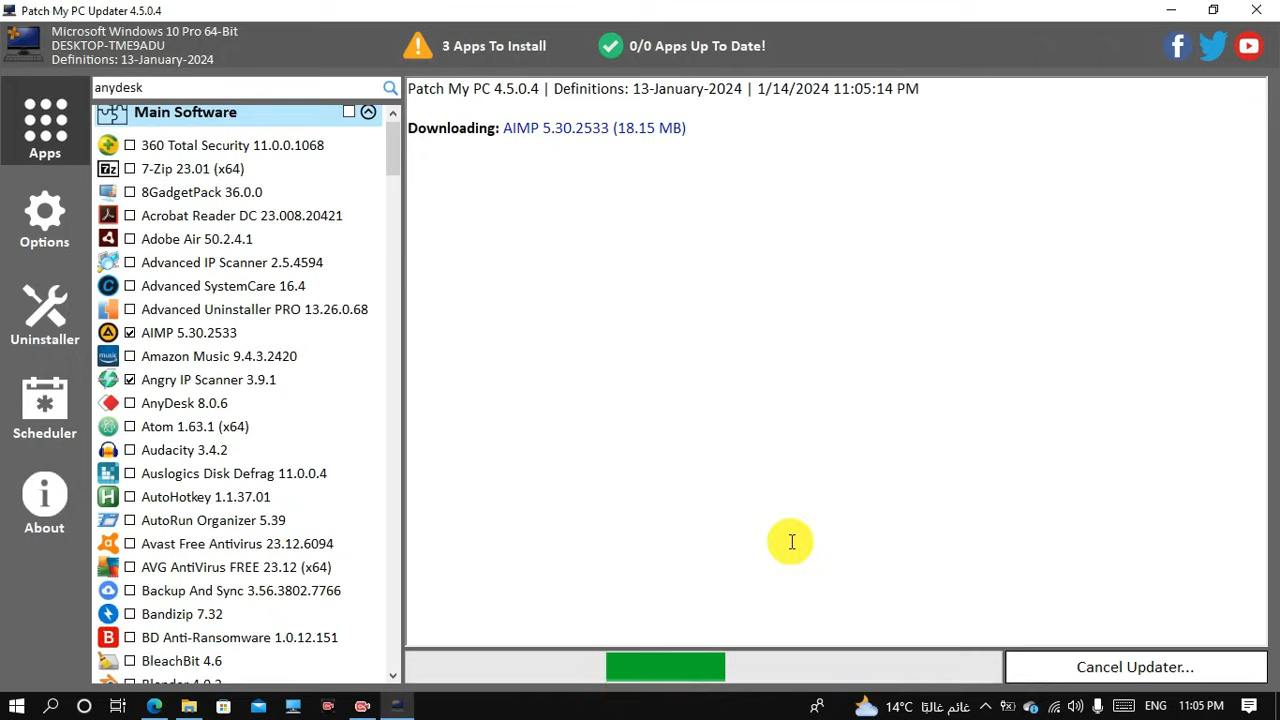 Patch My PC Updater 4.5.0.4
Microsoft Windows 10 Pro 64-Bit
DESKTOP-TME9ADU
Definitions: 13-January-2024
3 Apps To Install
0/0 Apps Up To Date!
Apps
Options
Uninstaller
Scheduler
About
anydesk
Main Software
360 Total Security 11.0.0.1068
7-Zip 23.01 (x64)
8GadgetPack 36.0.0
Acrobat Reader DC 23.008.20421
Adobe Air 50.2.4.1
Advanced IP Scanner 2.5.4594
Advanced SystemCare 16.4
Advanced Uninstaller PRO 13.26.0.68
AIMP 5.30.2533
Amazon Music 9.4.3.2420
Angry IP Scanner 3.9.1
AnyDesk 8.0.6
Atom 1.63.1 (x64)
Audacity 3.4.2
Auslogics Disk Defrag 11.0.0.4
AutoHotkey 1.1.37.01
AutoRun Organizer 5.39
Avast Free Antivirus 23.12.6094
AVG AntiVirus FREE 23.12 (x64)
Backup And Sync 3.56.3802.7766
Bandizip 7.32
BD Anti-Ransomware 1.0.12.151
BleachBit 4.6
Blender 4.0.2
Patch My PC 4.5.0.4 | Definitions: 13-January-2024 | 1/14/2024 11:05:14 PM
Downloading: AIMP 5.30.2533 (18.15 MB)
Cancel Updater...
14°C غائم غالبًا
ENG
11:05 PM